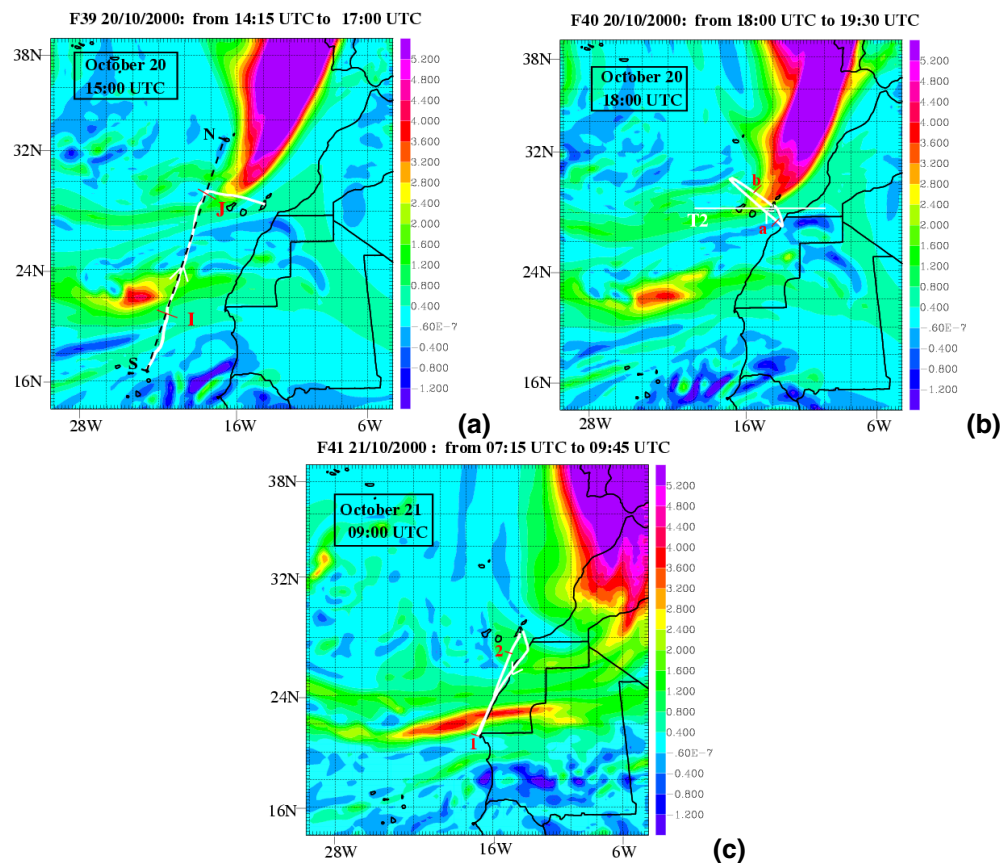 F39 20/10/2000: from 14:15 UTC to 17:00 UTC
39N
October 20
15:00 UTC
N
32N
J
24N
I
S
16N
28W
16W
6W
5.200
4.800
4.400
4.000
3.600
3.200
2.800
2.400
2.000
1.600
1.200
0.800
0.400
-.60E-7
-0.400
-0.800
-1.200
(a)
F40 20/10/2000: from 18:00 UTC to 19:30 UTC
38N
October 20
18:00 UTC
32N
b
T2
a
24N
16N
28W
16W
6W
5.200
4.800
4.400
4.000
3.600
3.200
2.800
2.400
2.000
1.600
1.200
0.800
0.400
-.60E-7
-0.400
-0.800
-1.200
(b)
F41 21/10/2000 : from 07:15 UTC to 09:45 UTC
38N
October 21
09:00 UTC
32N
2
24N
1
16N
28W
16W
6W
5.200
4.800
4.400
4.000
3.600
3.200
2.800
2.400
2.000
1.600
1.200
0.800
0.400
-.60E-7
-0.400
-0.800
-1.200
(c)